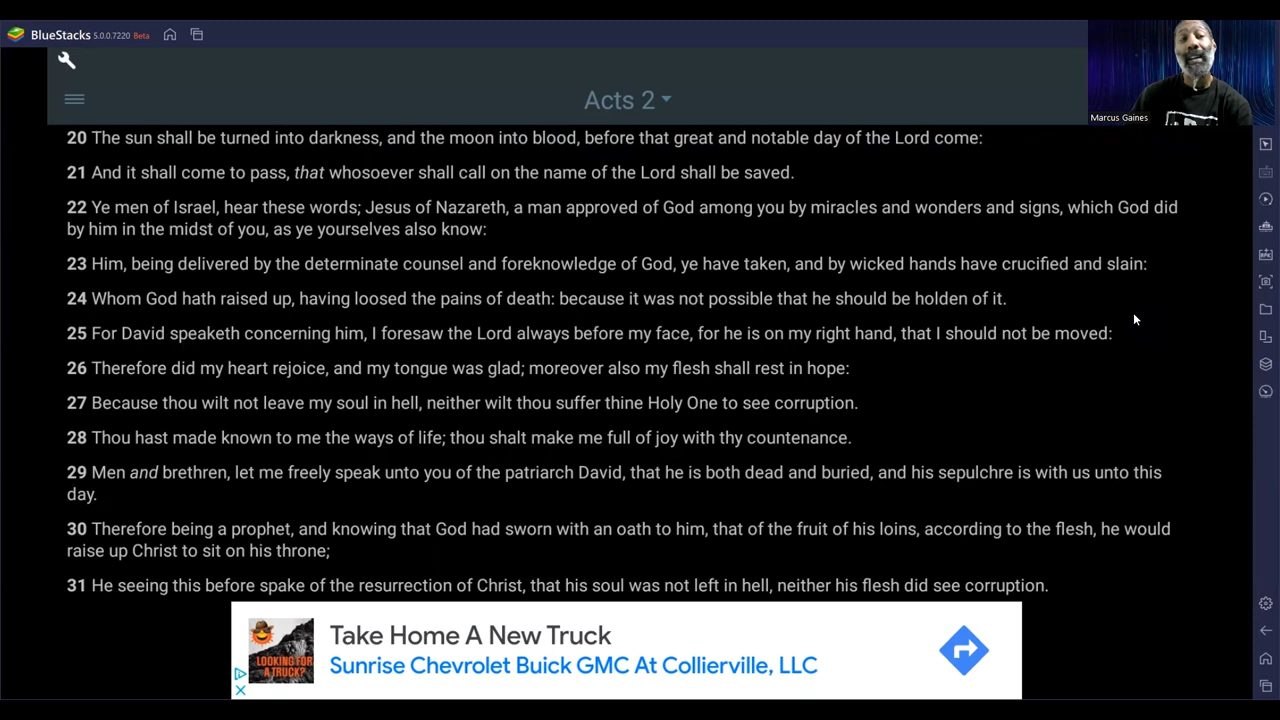 BlueStacks 5.0.0.7220 Beta
Marcus Gaines
Acts 2
20 The sun shall be turned into darkness, and the moon into blood, before that great and notable day of the Lord come:
21 And it shall come to pass, that whosoever shall call on the name of the Lord shall be saved.
22 Ye men of Israel, hear these words; Jesus of Nazareth, a man approved of God among you by miracles and wonders and signs, which God did
by him in the midst of you, as ye yourselves also know:
23 Him, being delivered by the determinate counsel and foreknowledge of God, ye have taken, and by wicked hands have crucified and slain:
24 Whom God hath raised up, having loosed the pains of death: because it was not possible that he should be holden of it.
25 For David speaketh concerning him, I foresaw the Lord always before my face, for he is on my right hand, that I should not be moved:
26 Therefore did my heart rejoice, and my tongue was glad; moreover also my flesh shall rest in hope:
27 Because thou wilt not leave my soul in hell, neither wilt thou suffer thine Holy One to see corruption.
28 Thou hast made known to me the ways of life; thou shalt make me full of joy with thy countenance.
29 Men and brethren, let me freely speak unto you of the patriarch David, that he is both dead and buried, and his sepulchre is with us unto this
day.
30 Therefore being a prophet, and knowing that God had sworn with an oath to him, that of the fruit of his loins, according to the flesh, he would
raise up Christ to sit on his throne;
31 He seeing this before spake of the resurrection of Christ, that his soul was not left in hell, neither his flesh did see corruption.
LOOKING FOR
A TRUCK?
Take Home A New Truck
Sunrise Chevrolet Buick GMC At Collierville, LLC